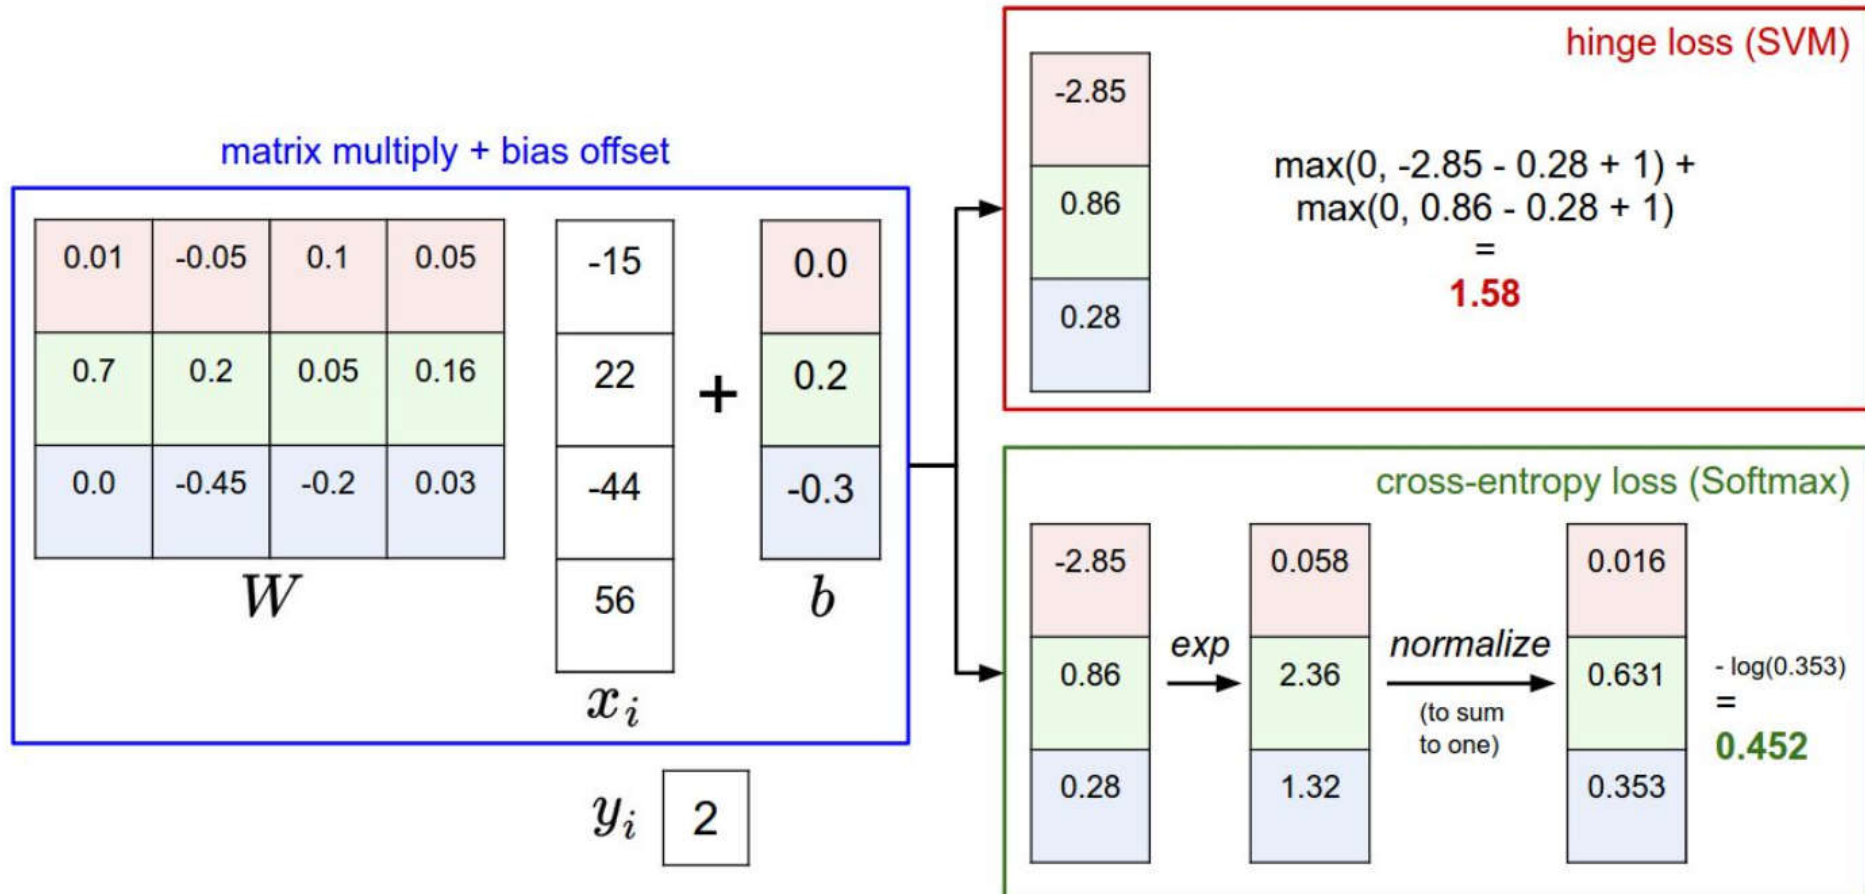 matrix multiply + bias offset
0.01 -0.05 0.1 0.05
0.7 0.2 0.05 0.16
0.0 -0.45 -0.2 0.03
W
-15
22
-44
56
x_i
+
0.0
0.2
-0.3
b
y_i 2
hinge loss (SVM)
-2.85
0.86
0.28
max(0, -2.85 - 0.28 + 1) +
max(0, 0.86 - 0.28 + 1)
=
1.58
cross-entropy loss (Softmax)
-2.85
0.86
0.28
exp
0.058
2.36
1.32
normalize
(to sum
to one)
0.016
0.631
0.353
- log(0.353)
=
0.452